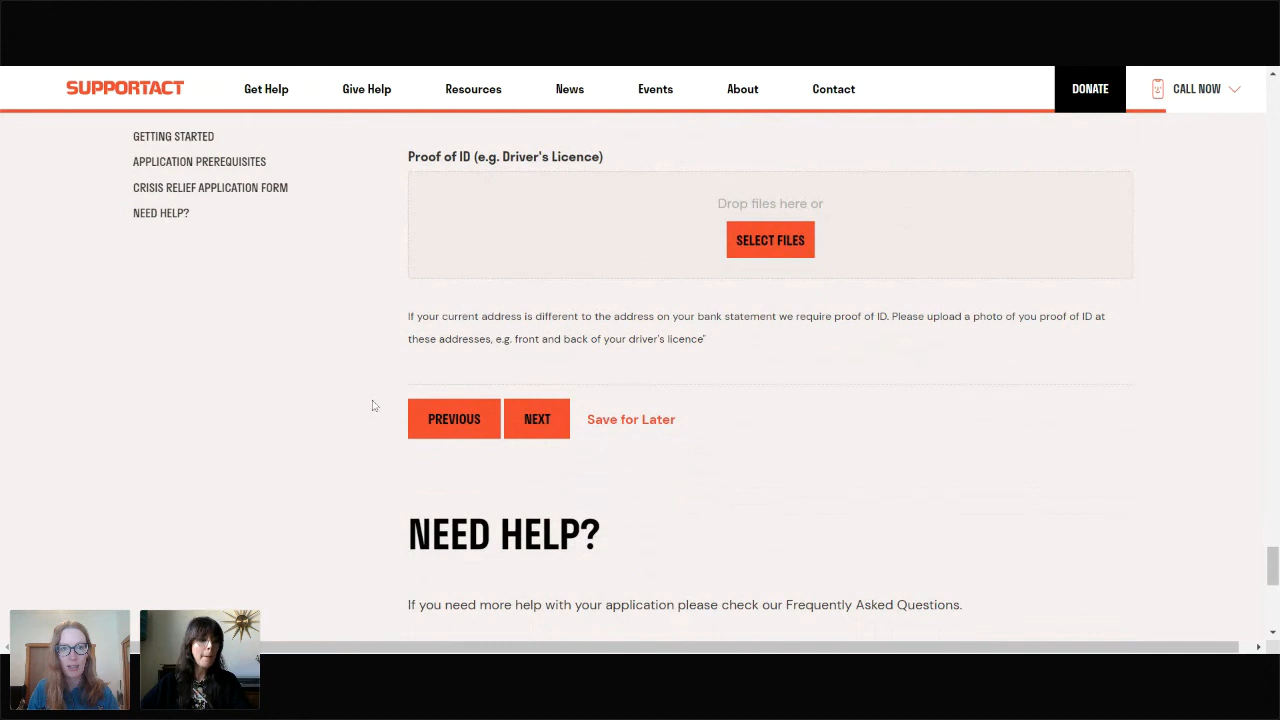 SUPPORTACT
Get Help
Give Help
Resources
News
Events
About
Contact
DONATE
CALL NOW
GETTING STARTED
APPLICATION PREREQUISITES
CRISIS RELIEF APPLICATION FORM
NEED HELP?
Proof of ID (e.g. Driver's Licence)
Drop files here or
SELECT FILES
If your current address is different to the address on your bank statement we require proof of ID. Please upload a photo of you proof of ID at
these addresses, e.g. front and back of your driver's licence"
PREVIOUS
NEXT
Save for Later
NEED HELP?
If you need more help with your application please check our Frequently Asked Questions.